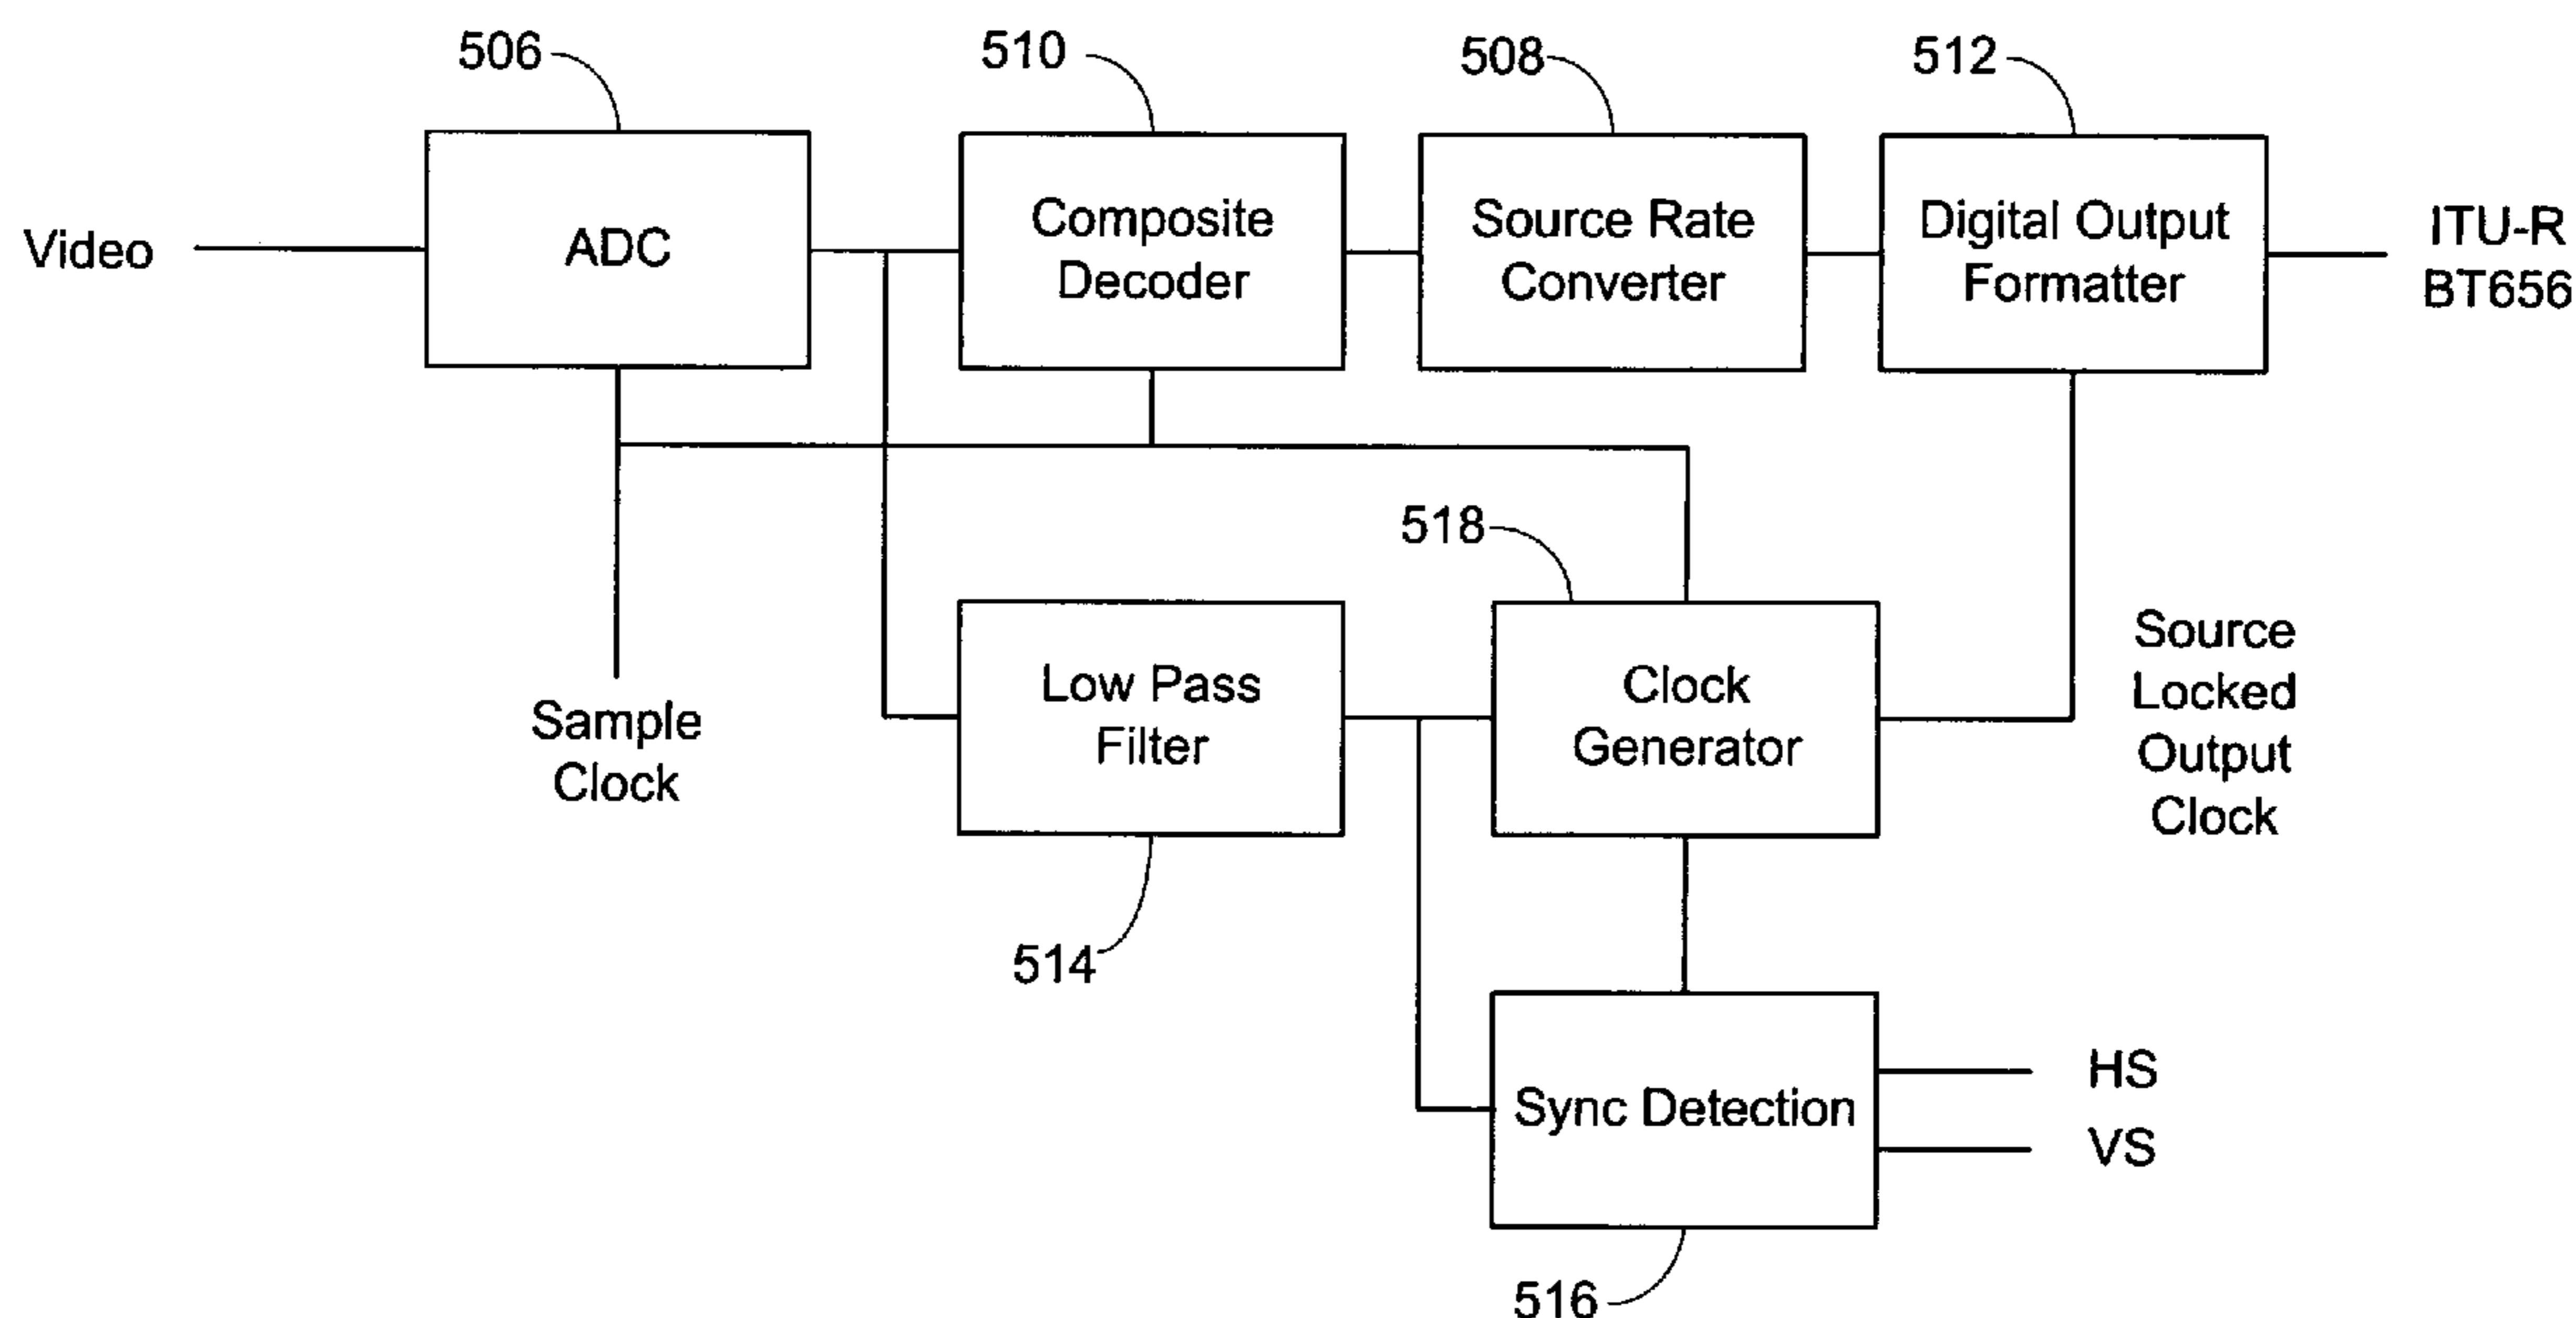 506
510
508
512
Video
ADC
Composite
Decoder
Source Rate
Converter
Digital Output
Formatter
ITU-R
BT656
518
Sample
Clock
Low Pass
Filter
Clock
Generator
Source
Locked
Output
Clock
514
Sync Detection
HS
VS
516